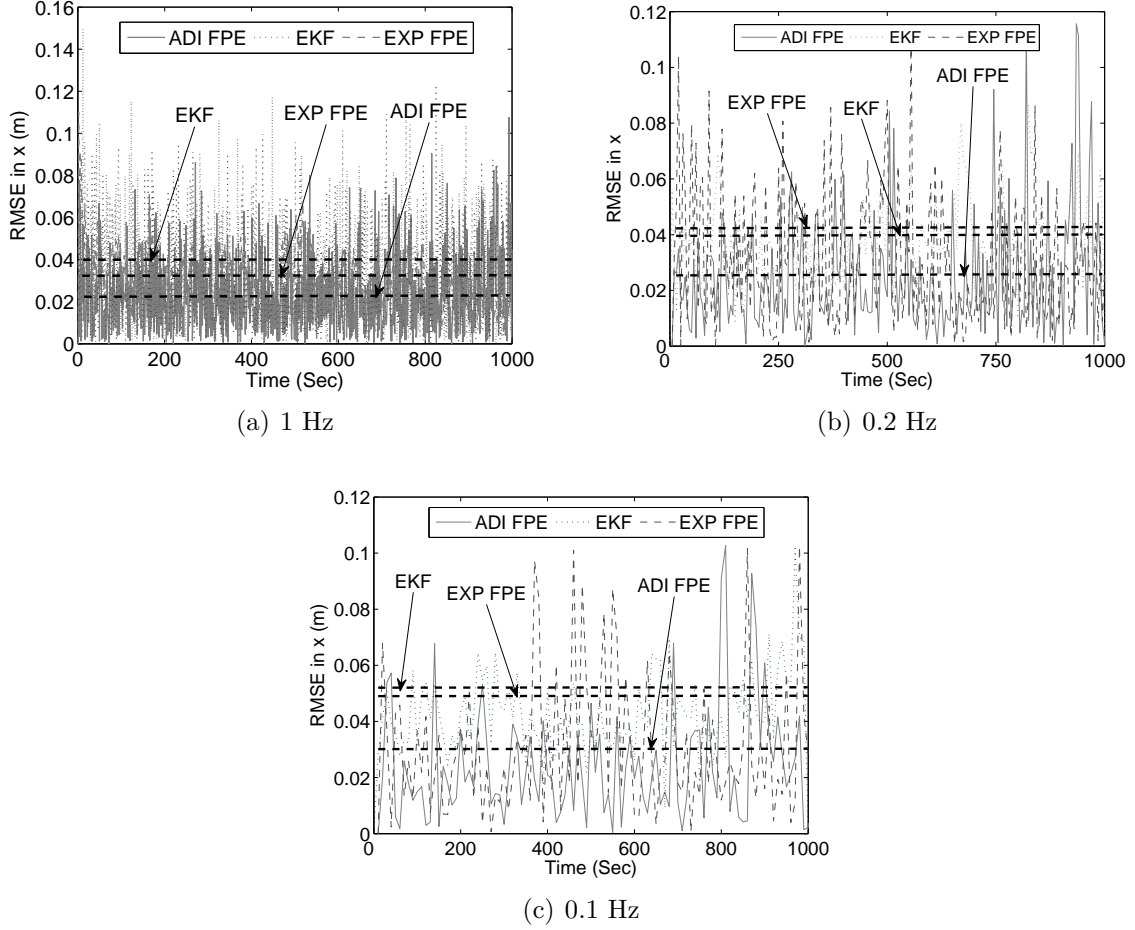 0.16
0.14
0.12
0.1
0.08
0.06
0.04
0.02
0
RMSE in x (m)
ADI FPE EKF EXP FPE
EKF
EXP FPE
ADI FPE
0 200 400 600 800 1000
Time (Sec)
(a) 1 Hz
0.12
0.1
0.08
0.06
0.04
0.02
0
RMSE in x
ADI FPE EKF EXP FPE
EXP FPE
EKF
ADI FPE
0 250 500 750 1000
Time (Sec)
(b) 0.2 Hz
0.12
0.1
0.08
0.06
0.04
0.02
0
RMSE in x (m)
ADI FPE EKF EXP FPE
EKF
EXP FPE
ADI FPE
0 200 400 600 800 1000
Time (Sec)
(c) 0.1 Hz